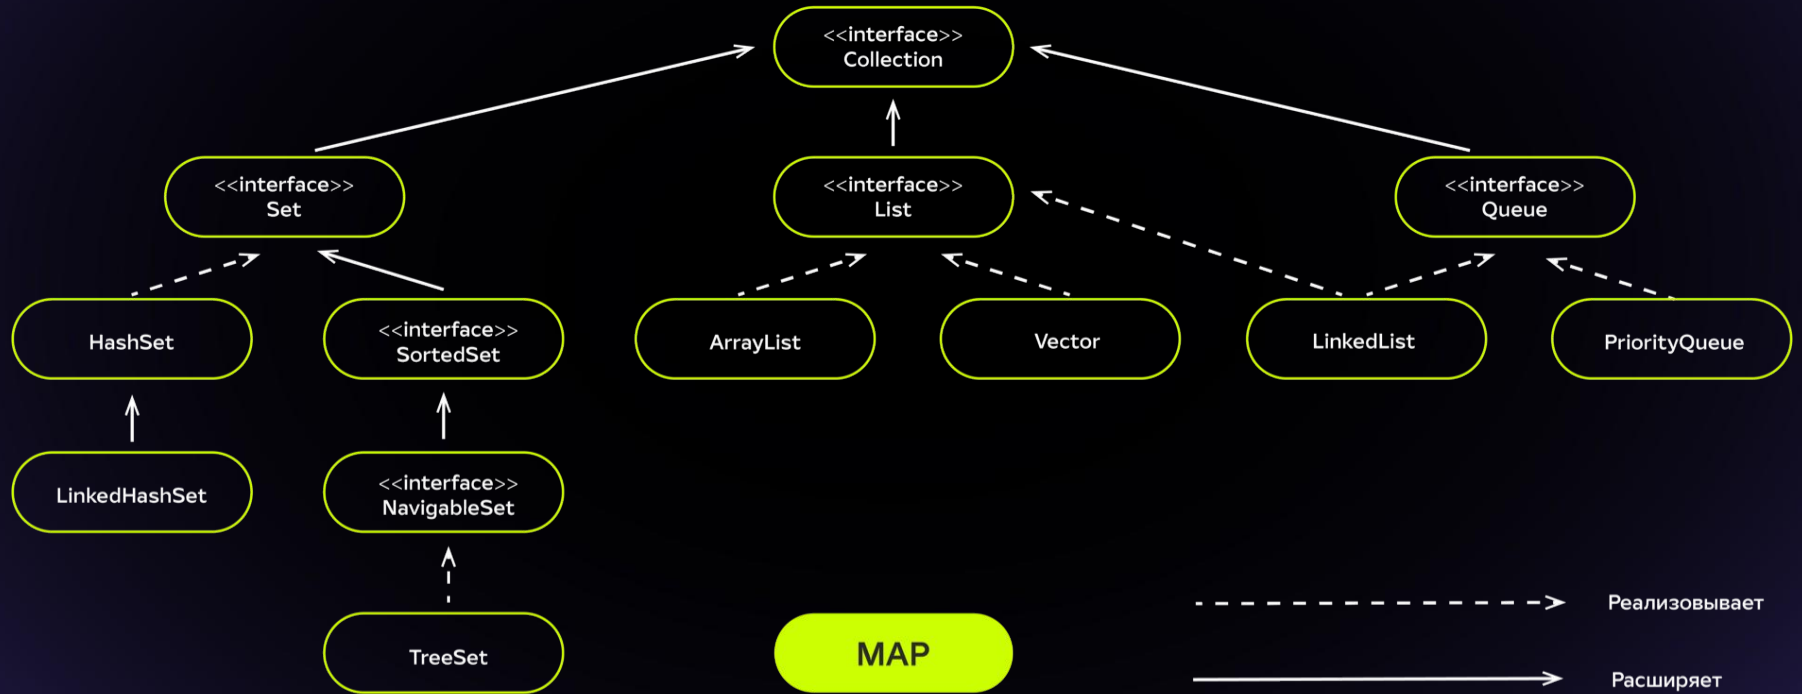 <<interface>>
Collection
<<interface>>
Set
<<interface>>
List
<<interface>>
Queue
HashSet
<<interface>>
SortedSet
ArrayList
Vector
LinkedList
PriorityQueue
LinkedHashSet
<<interface>>
NavigableSet
TreeSet
MAP
Реализовывает
Расширяет